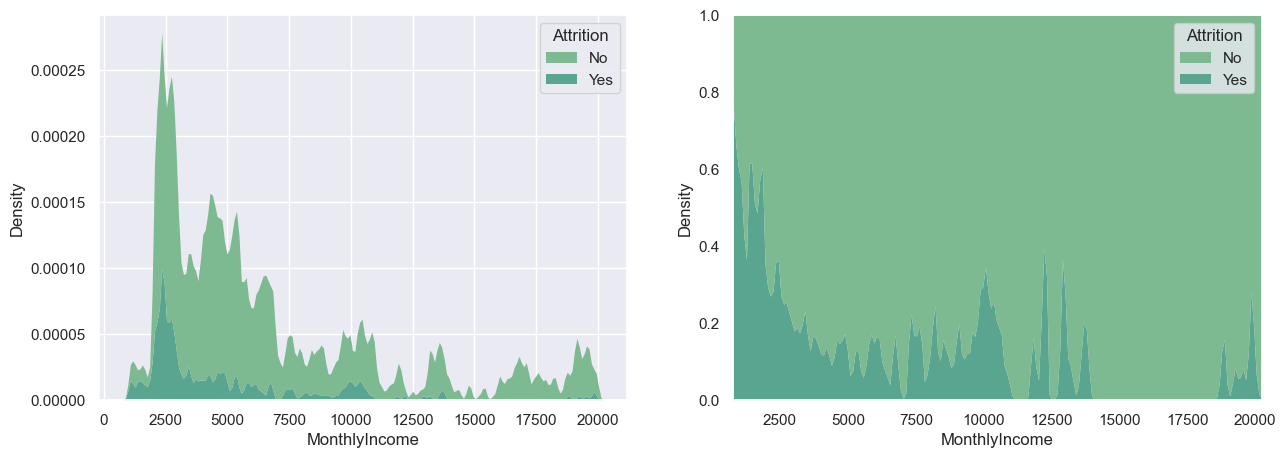 Attrition
No
Yes
0.00025
0.00020
0.00015
0.00010
0.00005
0.00000
Density
0
2500
5000
7500
10000
12500
15000
17500
20000
MonthlyIncome
Attrition
No
Yes
1.0
0.8
0.6
0.4
0.2
0.0
Density
2500
5000
7500
10000
12500
15000
17500
20000
MonthlyIncome